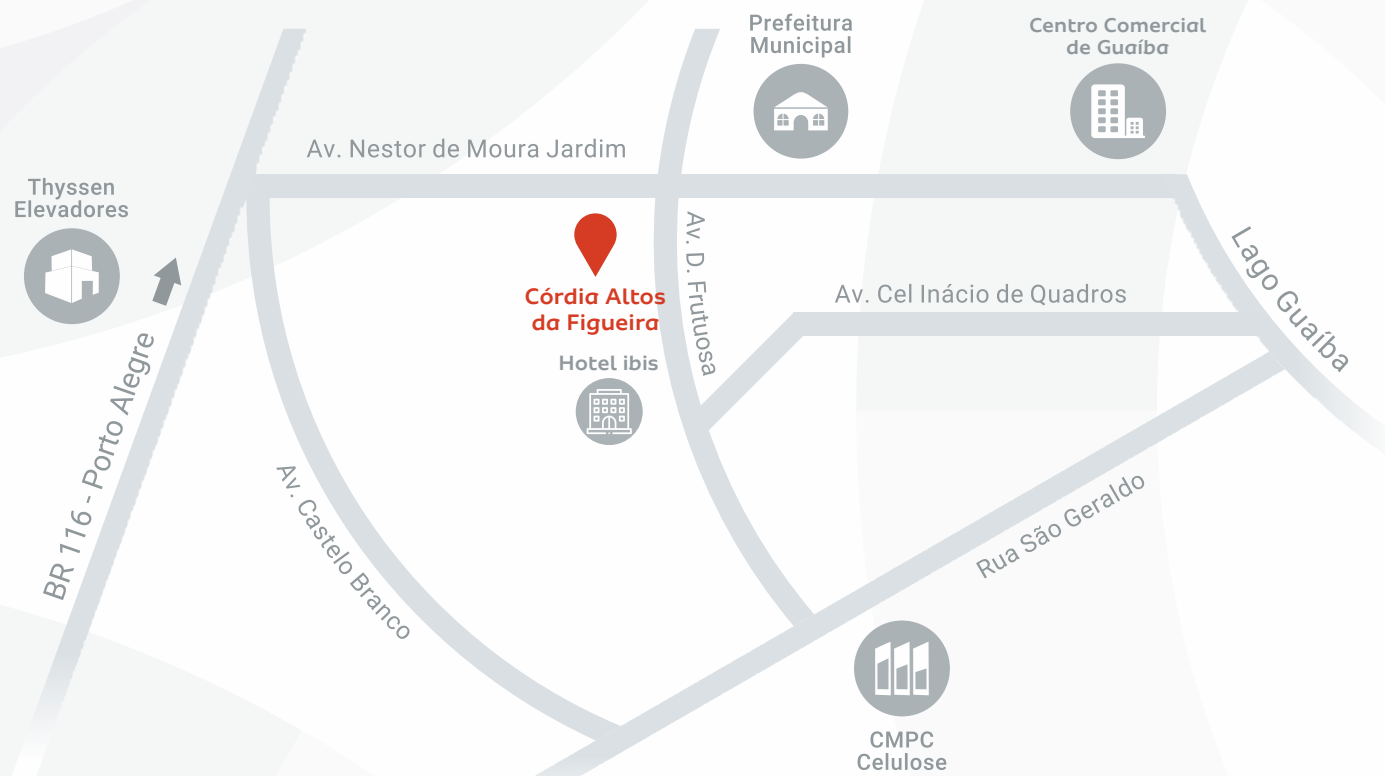 Prefeitura
Municipal
Centro Comercial
de Guaíba
Av. Nestor de Moura Jardim
Thyssen
Elevadores
Av. D. Frutuosa
Lago Guaíba
Córdia Altos
da Figueira
Av. Cel Inácio de Quadros
Hotel ibis
BR 116 - Porto Alegre
Av. Castelo Branco
Rua São Geraldo
CMPC
Celulose